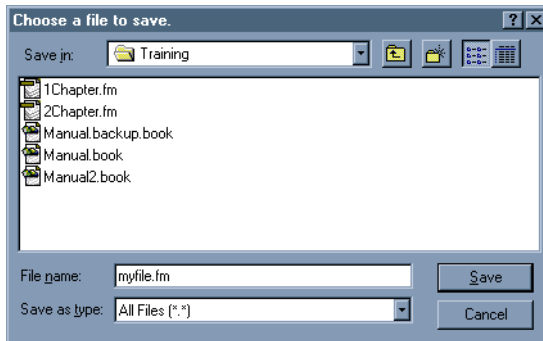 Choose a file to save.
Save in: Training
1Chapter.fm
2Chapter.fm
Manual.backup.book
Manual.book
Manual2.book
File name: myfile.fm Save
Save as type: All Files (*.*) Cancel